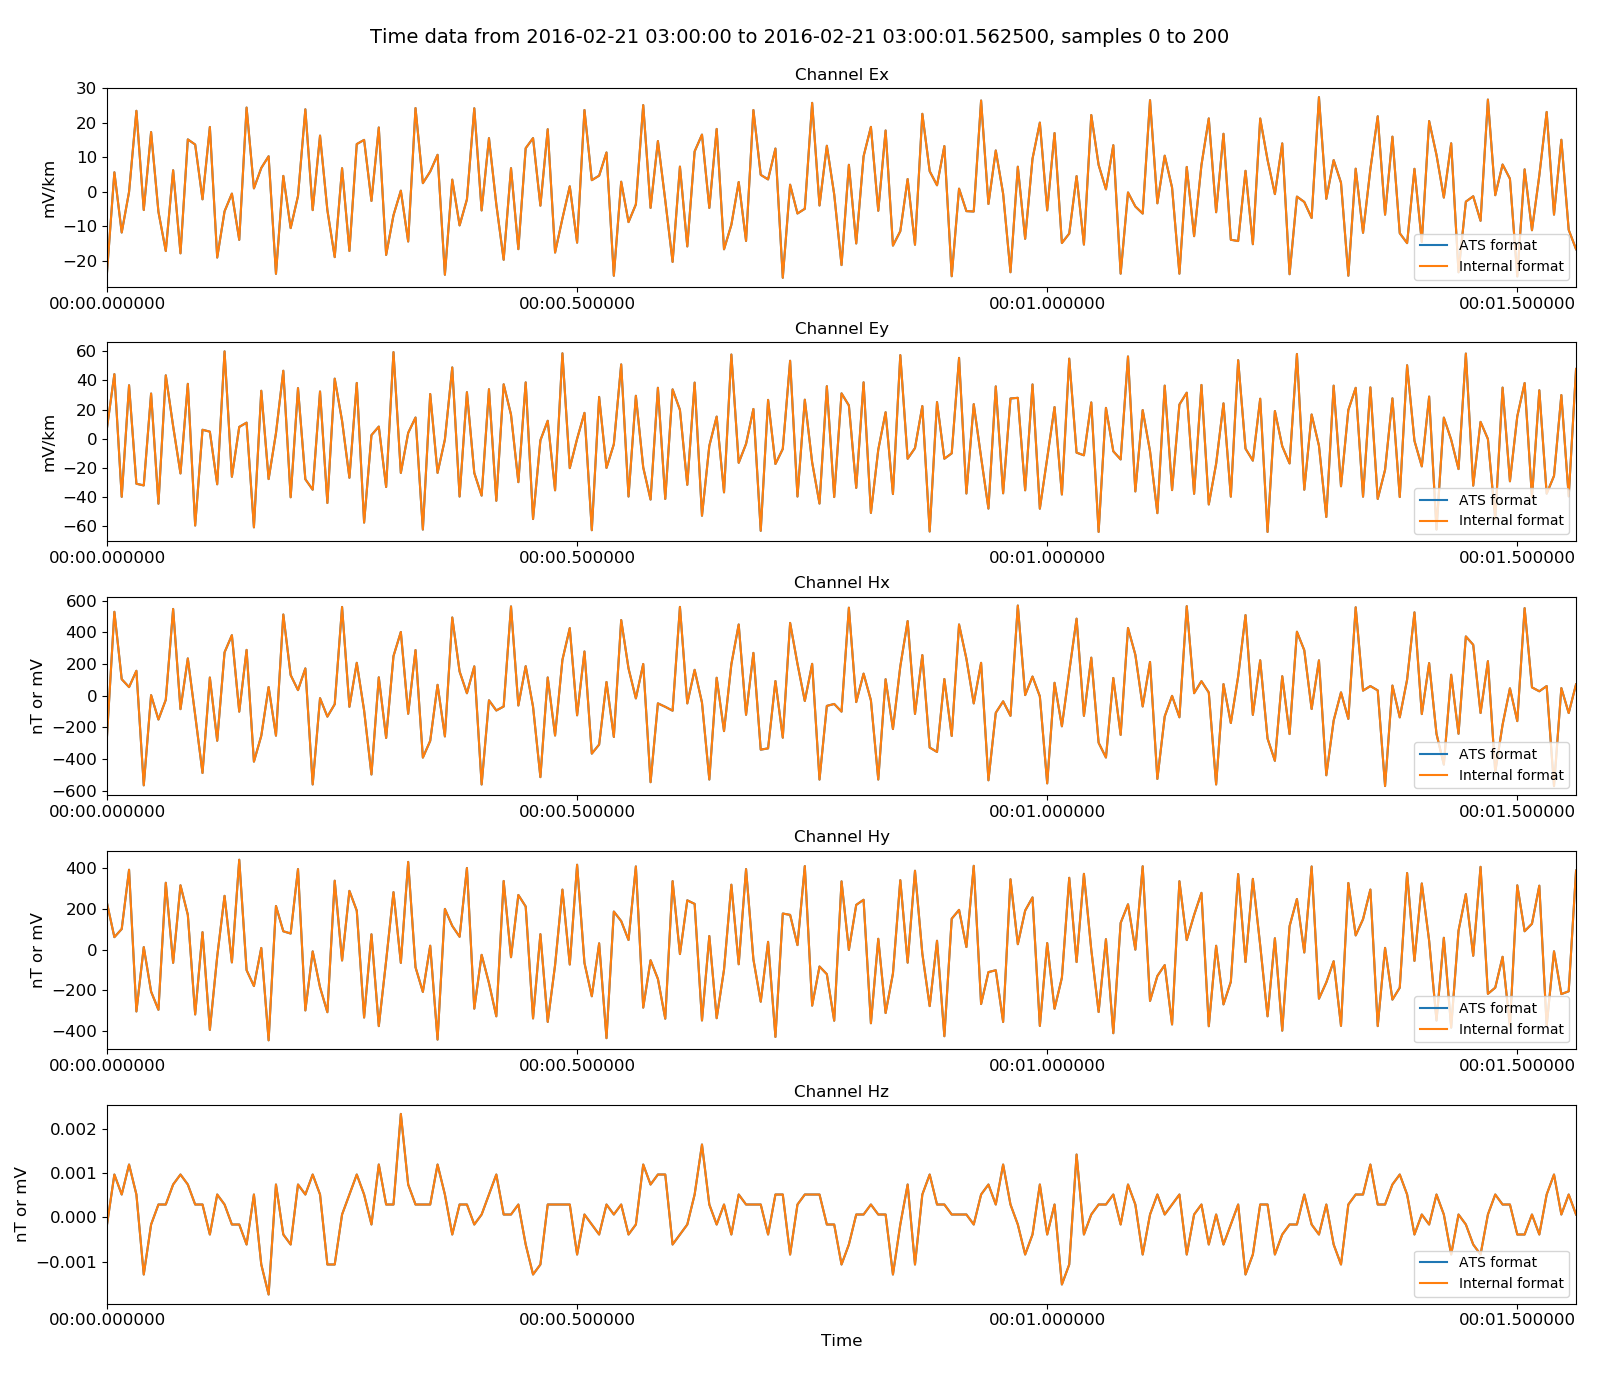 Time data from 2016-02-21 03:00:00 to 2016-02-21 03:00:01.562500, samples 0 to 200
Channel Ex
30
20
10
0
−10
−20
mV/km
ATS format
Internal format
00:00.000000 00:00.500000 00:01.000000 00:01.500000
Channel Ey
60
40
20
0
−20
−40
−60
mV/km
ATS format
Internal format
00:00.000000 00:00.500000 00:01.000000 00:01.500000
Channel Hx
600
400
200
0
−200
−400
−600
nT or mV
ATS format
Internal format
00:00.000000 00:00.500000 00:01.000000 00:01.500000
Channel Hy
400
200
0
−200
−400
nT or mV
ATS format
Internal format
00:00.000000 00:00.500000 00:01.000000 00:01.500000
Channel Hz
0.002
0.001
0.000
−0.001
nT or mV
ATS format
Internal format
00:00.000000 00:00.500000 00:01.000000 00:01.500000
Time